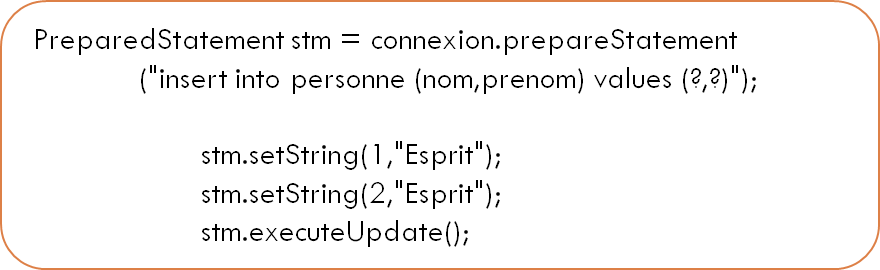 PreparedStatement stm = connexion.prepareStatement
("insert into personne (nom,prenom) values (?,?)");
stm.setString(1,"Esprit");
stm.setString(2,"Esprit");
stm.executeUpdate();